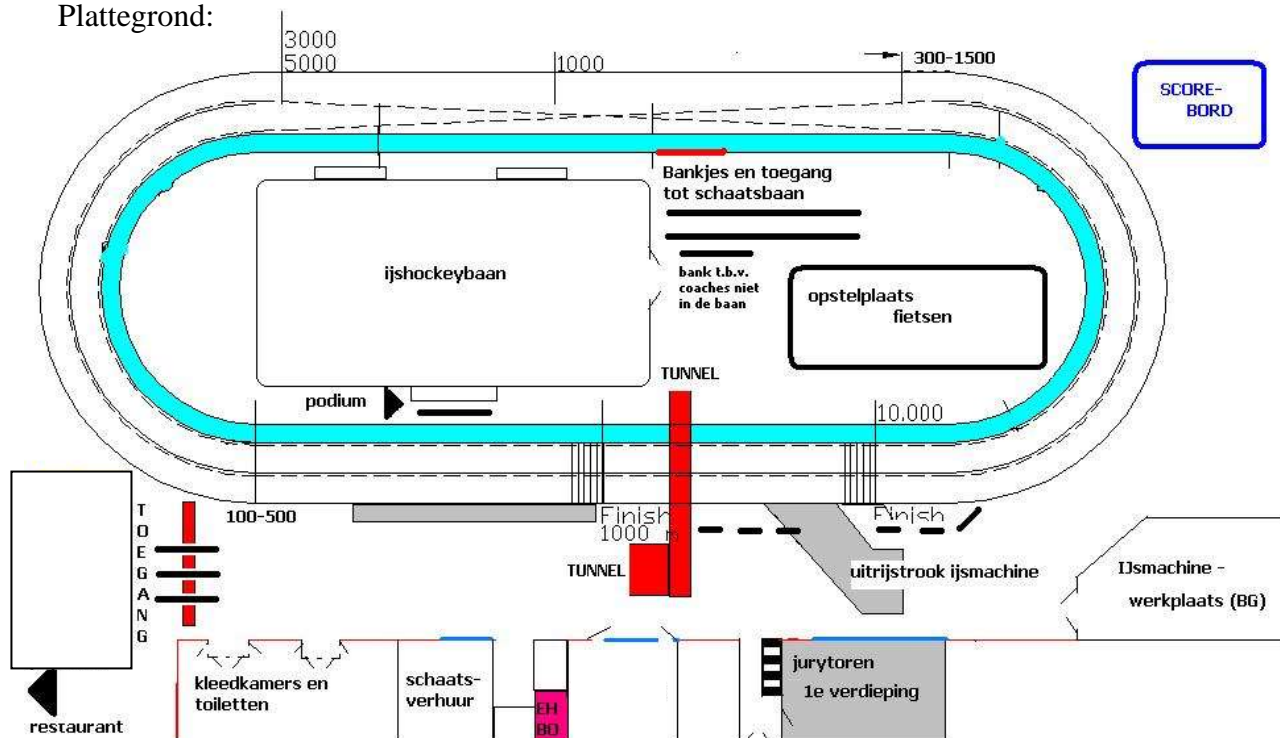 Plattegrond:
3000
5000
1000
300-1500
SCORE-
BORD
Bankjes en toegang
tot schaatsbaan
ijshockeybaan
bank t.b.v.
coaches niet
in de baan
opstelplaats
fietsen
TUNNEL
podium
10.000
TOEGANG
100-500
Finish
1000 m
Finish
TUNNEL
uitrijstrook ijsmachine
IJsmachine -
werkplaats (BG)
kleedkamers en
toiletten
schaats-
verhuur
EH
BO
jurytoren
1e verdieping
restaurant